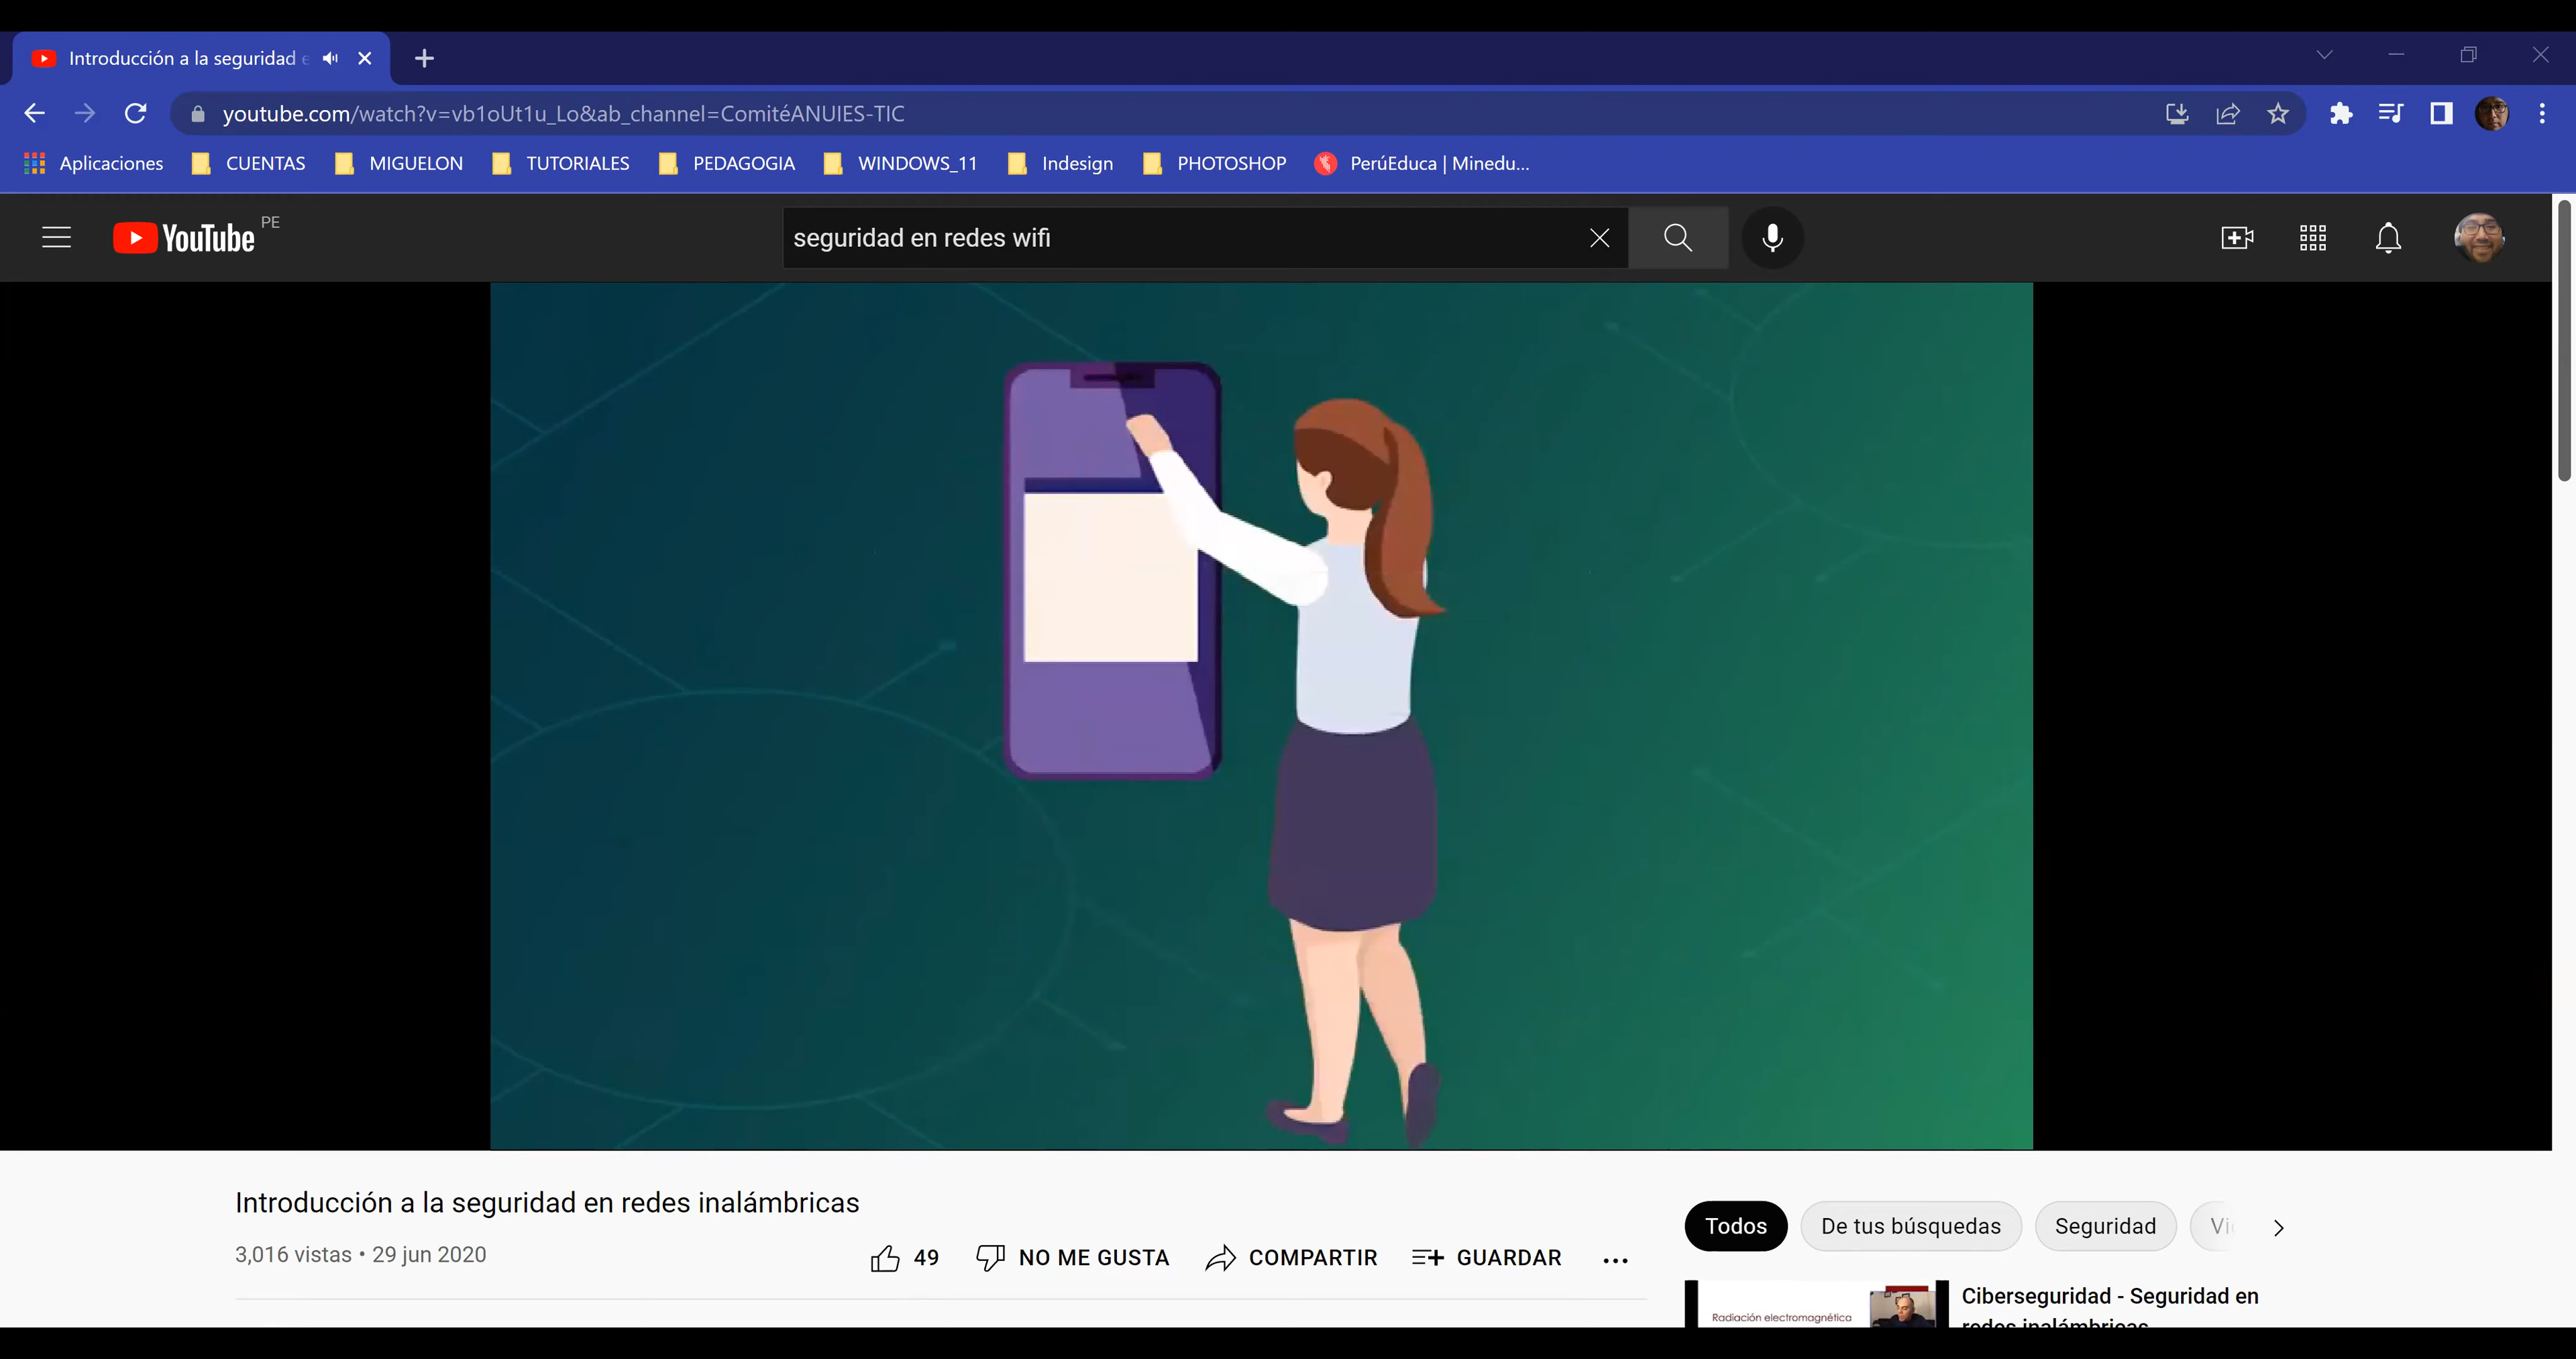 Introducción a la seguridad
youtube.com/watch?v=vb1oUt1u_Lo&ab_channel=ComitéANUIES-TIC
Aplicaciones CUENTAS MIGUELON TUTORIALES PEDAGOGIA WINDOWS_11 Indesign PHOTOSHOP PerúEduca | Minedu...
YouTube PE
seguridad en redes wifi
Introducción a la seguridad en redes inalámbricas
3,016 vistas • 29 jun 2020
49 NO ME GUSTA COMPARTIR GUARDAR
Todos De tus búsquedas Seguridad
Radiación electromagnética
Ciberseguridad - Seguridad en
redes inalámbricas